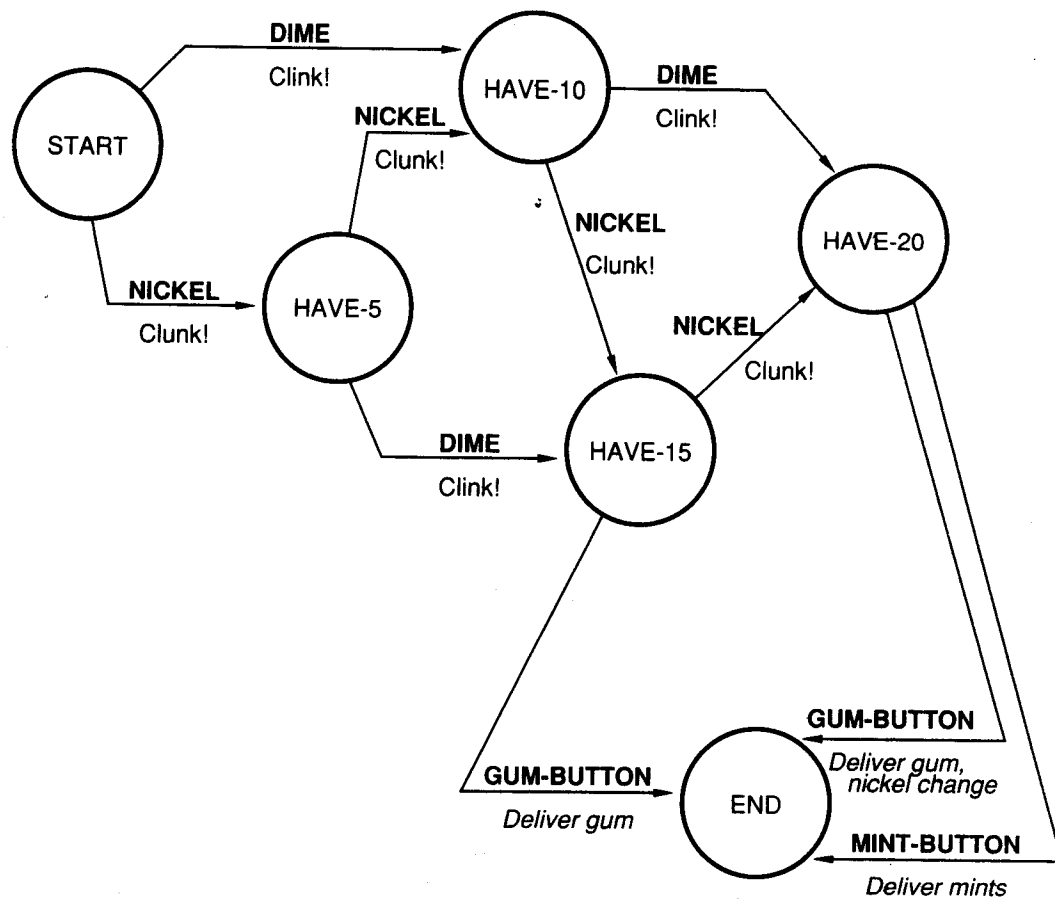 DIME
Clink!
HAVE-10
DIME
Clink!
START
NICKEL
Clunk!
NICKEL
Clunk!
HAVE-20
NICKEL
Clunk!
HAVE-5
NICKEL
Clunk!
DIME
Clink!
HAVE-15
GUM-BUTTON
Deliver gum,
nickel change
GUM-BUTTON
Deliver gum
END
MINT-BUTTON
Deliver mints